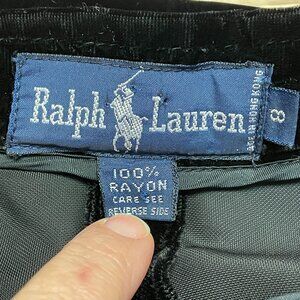 Ralph Lauren
MADE IN HONG KONG
8
100%
RAYON
CARE SEE
REVERSE SIDE